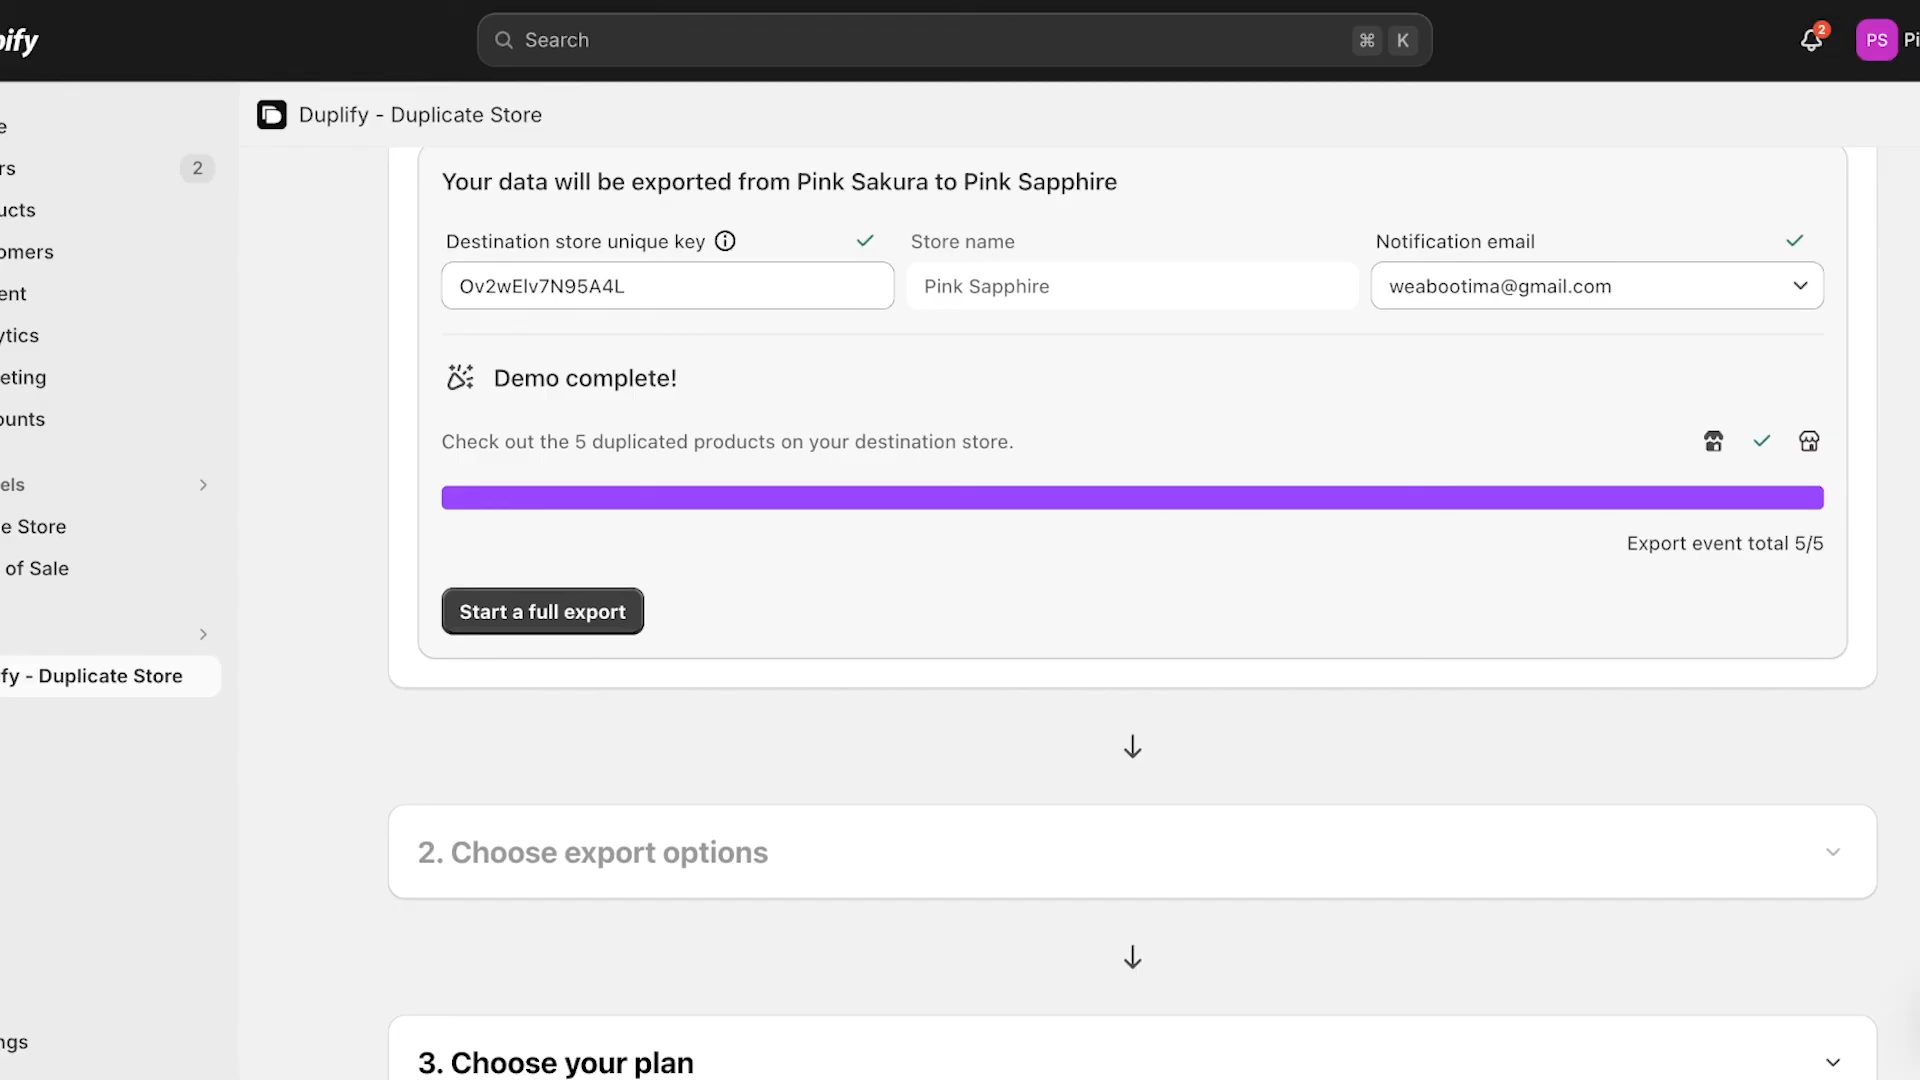 pify
Search
⌘ K
2
PS Pi
Duplify - Duplicate Store
e
rs 2
ucts
omers
ent
ytics
eting
ounts
els
e Store
of Sale
fy - Duplicate Store
ngs
Your data will be exported from Pink Sakura to Pink Sapphire
Destination store unique key
Store name
Notification email
Ov2wElv7N95A4L
Pink Sapphire
weabootima@gmail.com
Demo complete!
Check out the 5 duplicated products on your destination store.
Export event total 5/5
Start a full export
2. Choose export options
3. Choose your plan